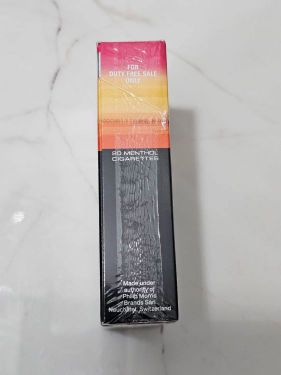 FOR
DUTY FREE SALE
ONLY
20 MENTHOL
CIGARETTES
Made under
authority of
Philip Morris
Brands Sàrl
Neuchâtel, Switzerland